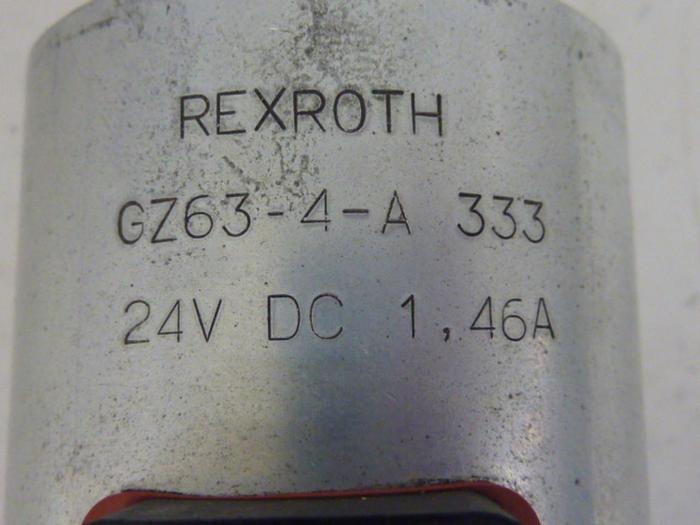 REXROTH
GZ63-4-A 333
24V DC 1,46A